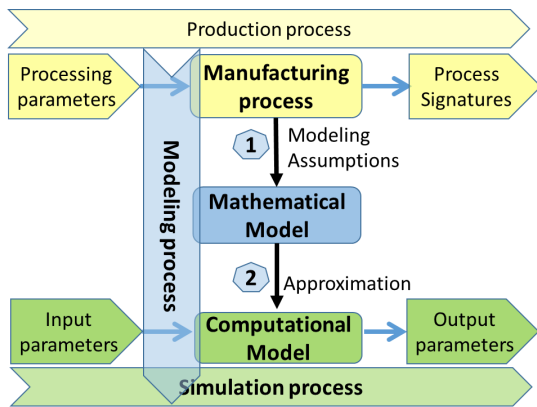 Production process
Processing
parameters
Manufacturing
process
Process
Signatures
1
Modeling
Assumptions
Modeling process
Mathematical
Model
2
Approximation
Input
parameters
Computational
Model
Output
parameters
Simulation process